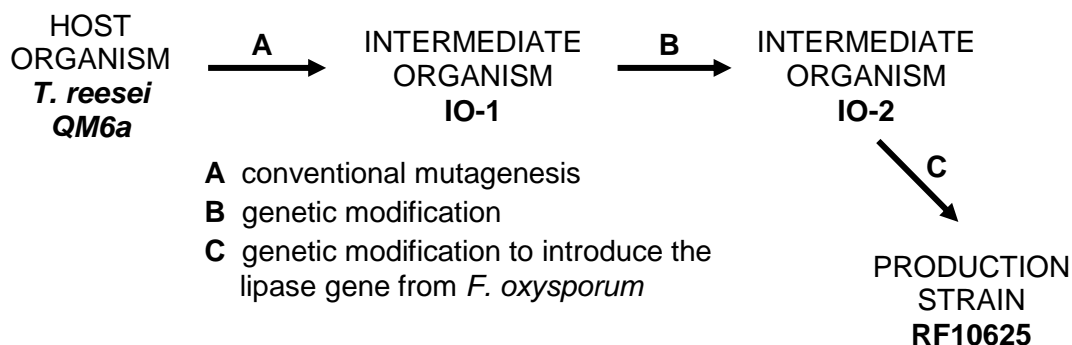 HOST
ORGANISM
T. reesei
QM6a
A
INTERMEDIATE
ORGANISM
IO-1
B
INTERMEDIATE
ORGANISM
IO-2
C
A conventional mutagenesis
B genetic modification
C genetic modification to introduce the
lipase gene from F. oxysporum
PRODUCTION
STRAIN
RF10625